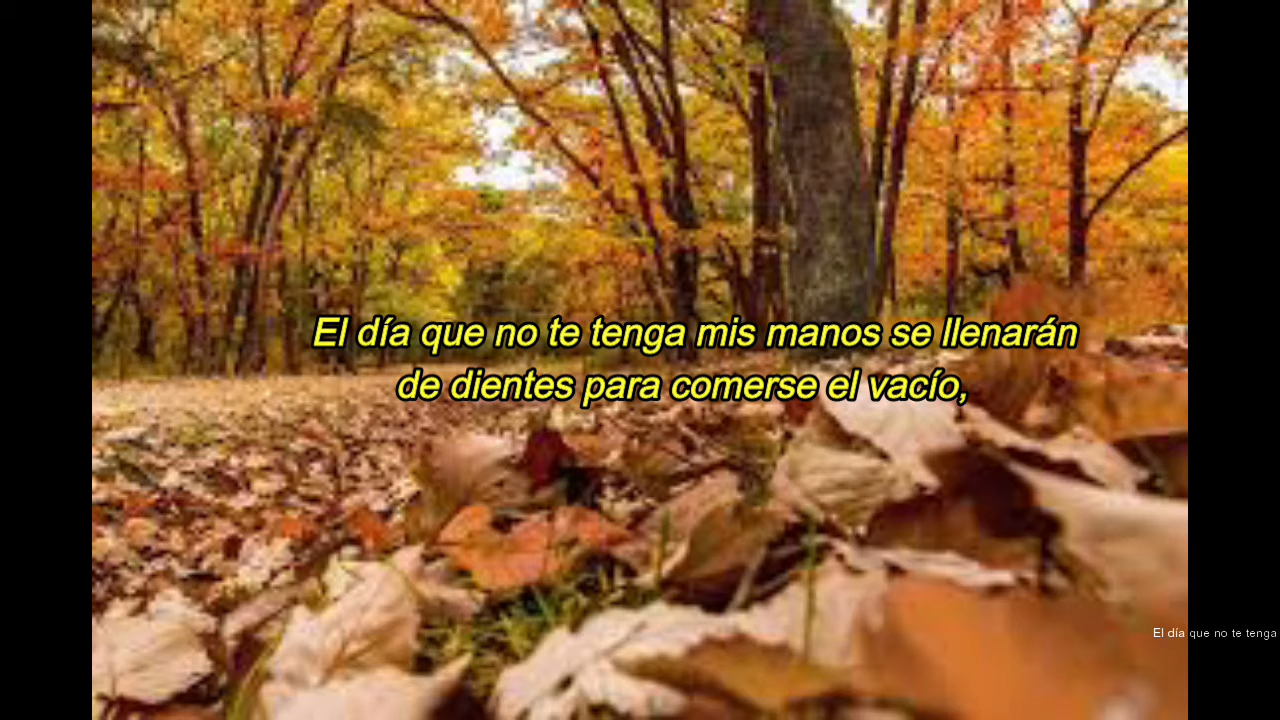 El día que no te tenga mis manos se llenarán
de dientes para comerse el vacío,
El día que no te tenga